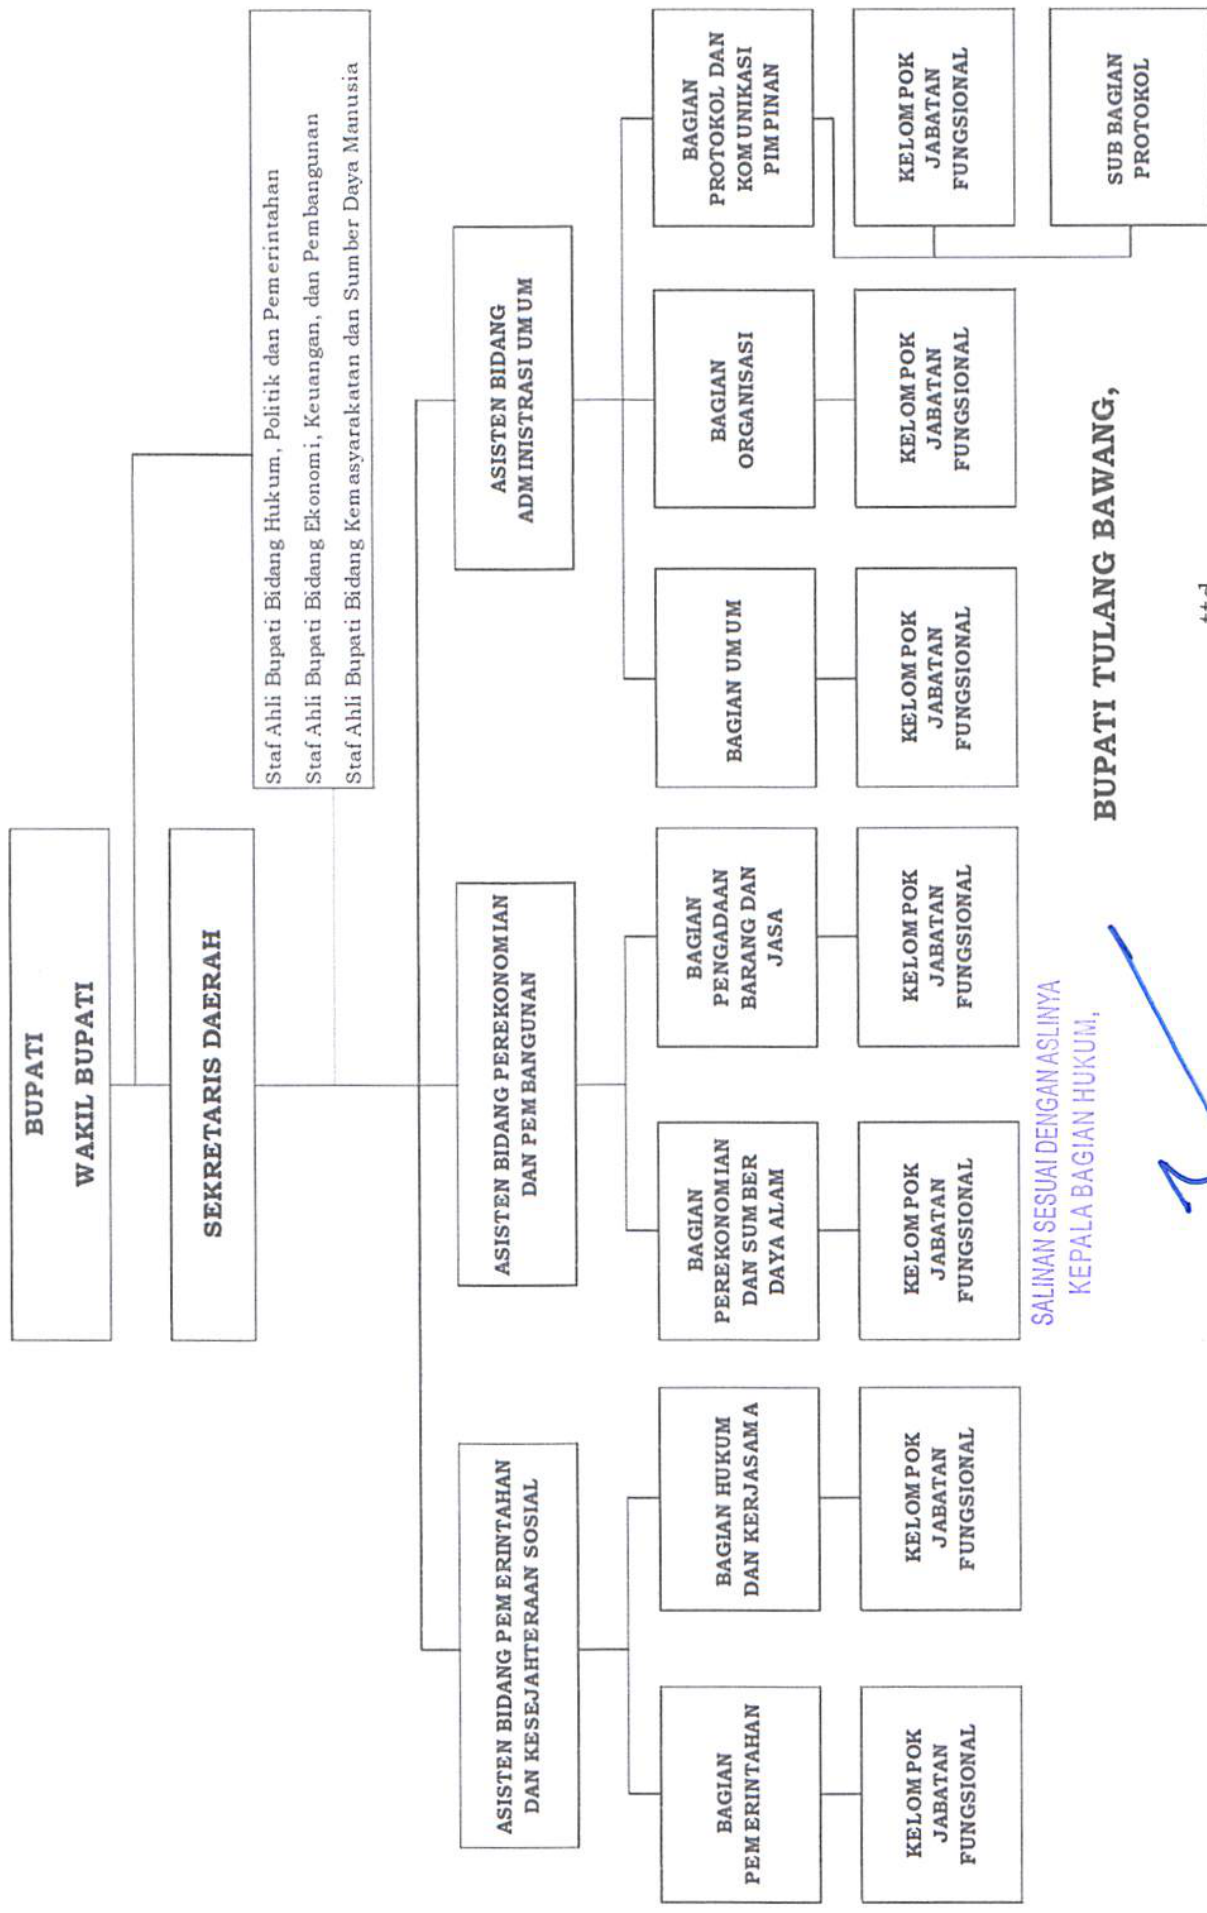 BUPATI
WAKIL BUPATI
SEKRETARIS DAERAH
Staf Ahli Bupati Bidang Hukum, Politik dan Pemerintahan
Staf Ahli Bupati Bidang Ekonomi, Keuangan, dan Pembangunan
Staf Ahli Bupati Bidang Kemasyarakatan dan Sumber Daya Manusia
ASISTEN BIDANG PEMERINTAHAN
DAN KESEJAHTERAAN SOSIAL
ASISTEN BIDANG PEREKONOMIAN
DAN PEMBANGUNAN
ASISTEN BIDANG
ADMINISTRASI UMUM
BAGIAN
PEMERINTAHAN
BAGIAN HUKUM
DAN KERJASAMA
BAGIAN
PEREKONOMIAN
DAN SUMBER
DAYA ALAM
BAGIAN
PENGADAAN
BARANG DAN
JASA
BAGIAN UMUM
BAGIAN
ORGANISASI
BAGIAN
PROTOKOL DAN
KOMUNIKASI
PIMPINAN
KELOMPOK
JABATAN
FUNGSIONAL
KELOMPOK
JABATAN
FUNGSIONAL
KELOMPOK
JABATAN
FUNGSIONAL
KELOMPOK
JABATAN
FUNGSIONAL
KELOMPOK
JABATAN
FUNGSIONAL
KELOMPOK
JABATAN
FUNGSIONAL
KELOMPOK
JABATAN
FUNGSIONAL
SUB BAGIAN
PROTOKOL
SALINAN SESUAI DENGAN ASLINYA
KEPALA BAGIAN HUKUM,
BUPATI TULANG BAWANG,